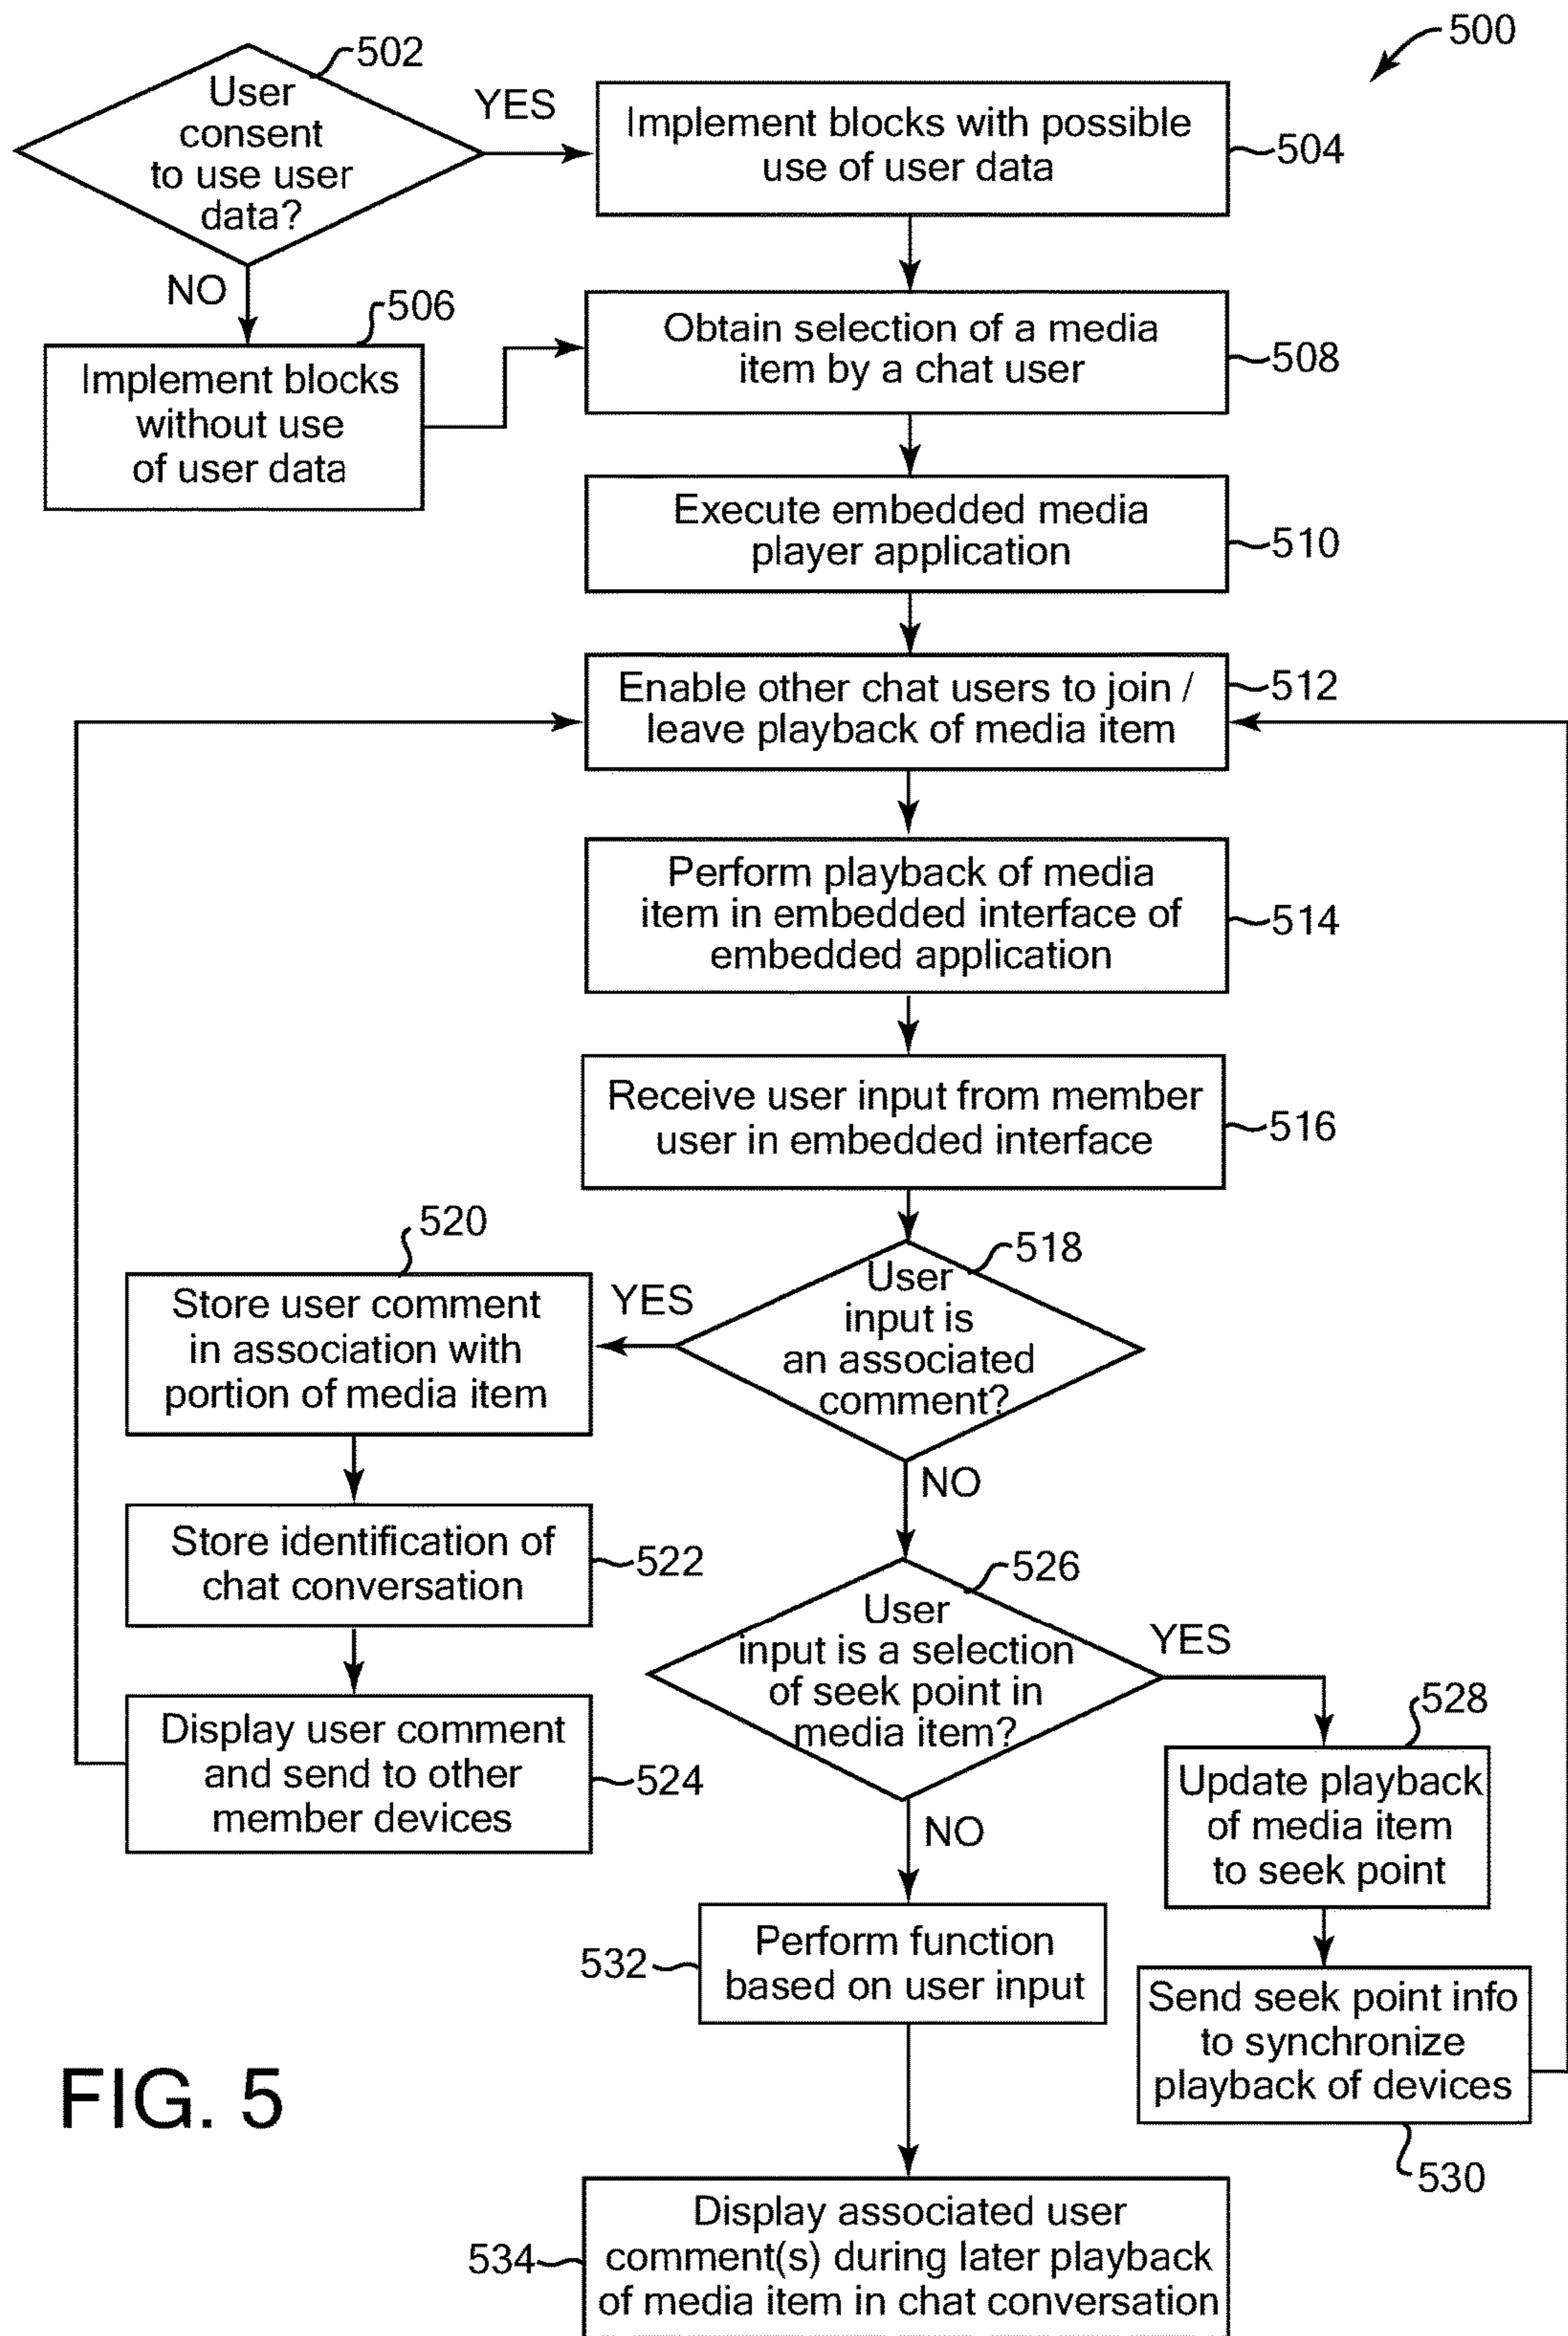 500
502
User
consent
to use user
data?
YES
Implement blocks with possible
use of user data
504
NO
506
Implement blocks
without use
of user data
Obtain selection of a media
item by a chat user
508
Execute embedded media
player application
510
Enable other chat users to join /
leave playback of media item
512
Perform playback of media
item in embedded interface of
embedded application
514
Receive user input from member
user in embedded interface
516
518
User
input is
an associated
comment?
YES
520
Store user comment
in association with
portion of media item
Store identification of
chat conversation
522
Display user comment
and send to other
member devices
524
NO
526
User
input is a selection
of seek point in
media item?
YES
528
Update playback
of media item
to seek point
Send seek point info
to synchronize
playback of devices
530
NO
532
Perform function
based on user input
534
Display associated user
comment(s) during later playback
of media item in chat conversation
FIG. 5